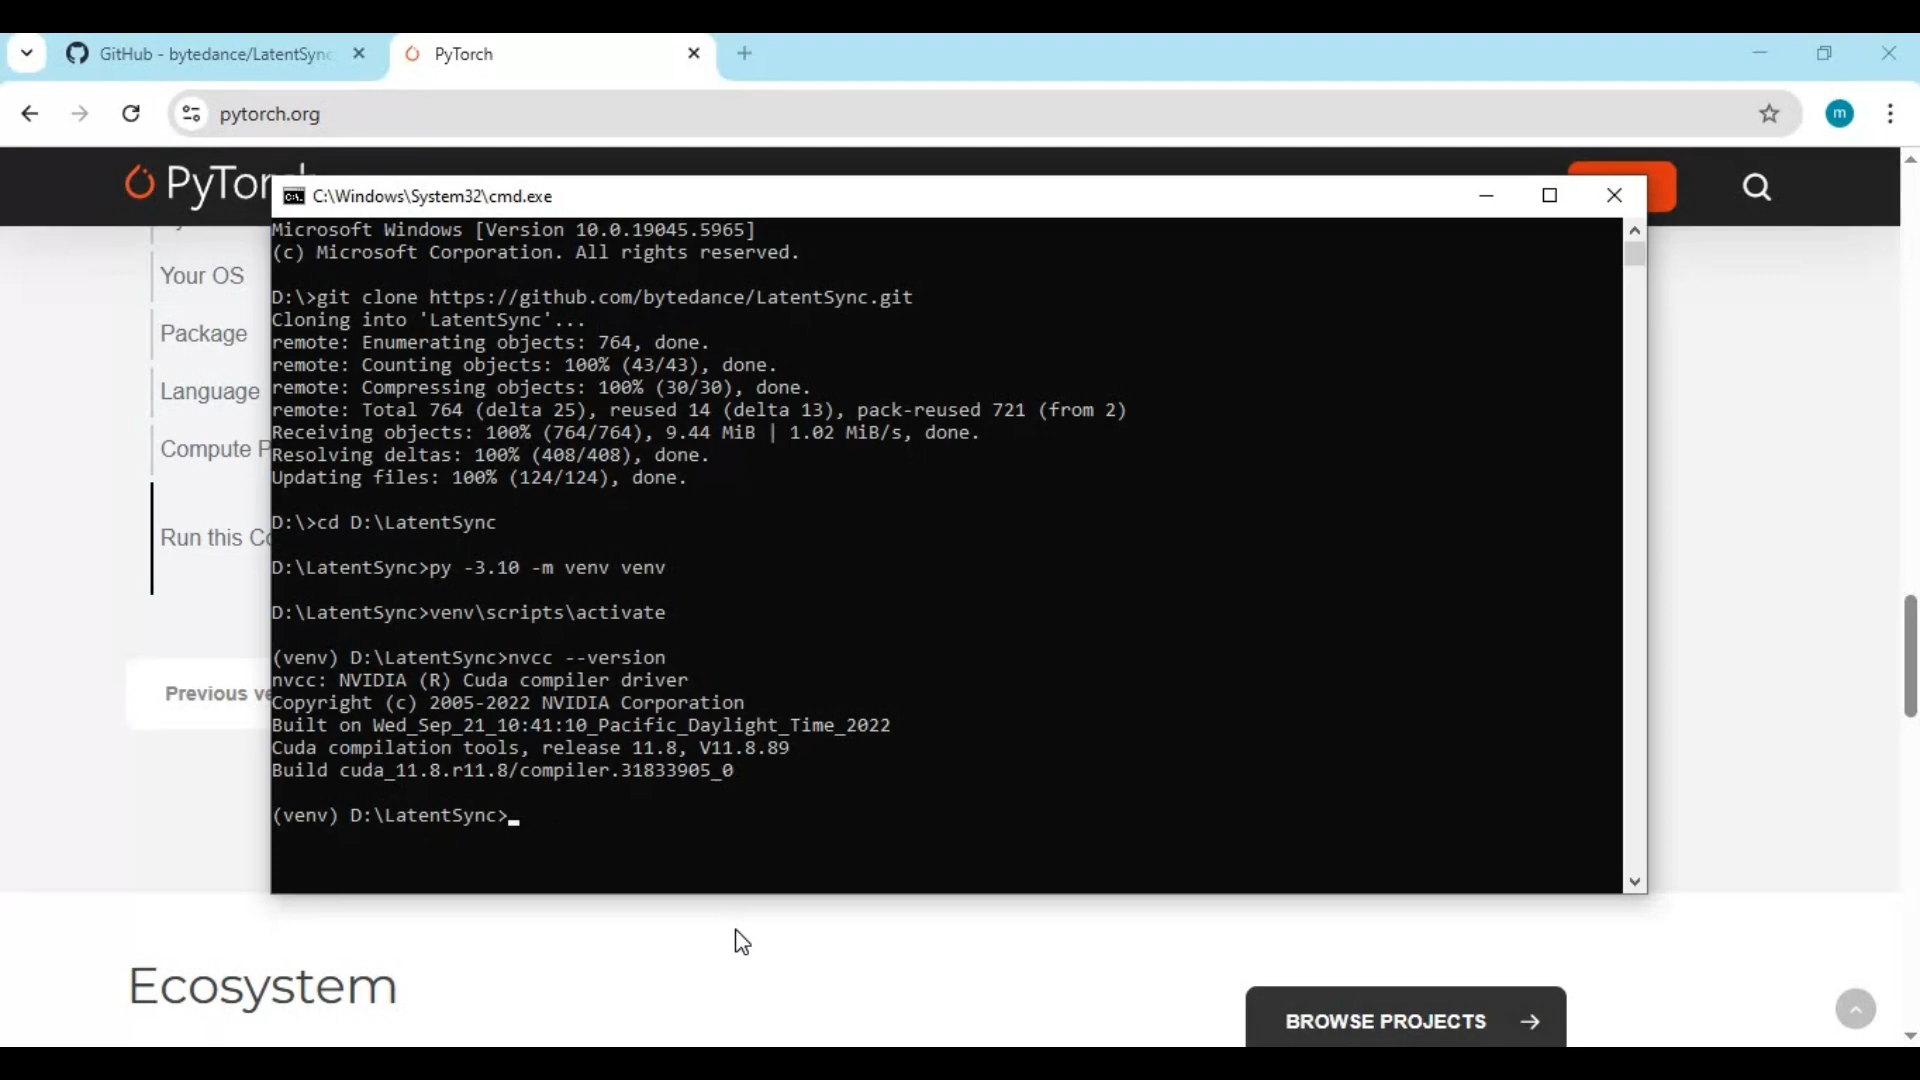 GitHub - bytedance/LatentSync
PyTorch
pytorch.org
m
PyTor
C:\Windows\System32\cmd.exe
Microsoft Windows [Version 10.0.19045.5965]
(c) Microsoft Corporation. All rights reserved.
D:\>git clone https://github.com/bytedance/LatentSync.git
Cloning into 'LatentSync'...
remote: Enumerating objects: 764, done.
remote: Counting objects: 100% (43/43), done.
remote: Compressing objects: 100% (30/30), done.
remote: Total 764 (delta 25), reused 14 (delta 13), pack-reused 721 (from 2)
Receiving objects: 100% (764/764), 9.44 MiB | 1.02 MiB/s, done.
Resolving deltas: 100% (408/408), done.
Updating files: 100% (124/124), done.
D:\>cd D:\LatentSync
D:\LatentSync>py -3.10 -m venv venv
D:\LatentSync>venv\scripts\activate
(venv) D:\LatentSync>nvcc --version
nvcc: NVIDIA (R) Cuda compiler driver
Copyright (c) 2005-2022 NVIDIA Corporation
Built on Wed_Sep_21_10:41:10_Pacific_Daylight_Time_2022
Cuda compilation tools, release 11.8, V11.8.89
Build cuda_11.8.r11.8/compiler.31833905_0
(venv) D:\LatentSync>
Your OS
Package
Language
Compute P
Run this Co
Previous ve
Ecosystem
BROWSE PROJECTS